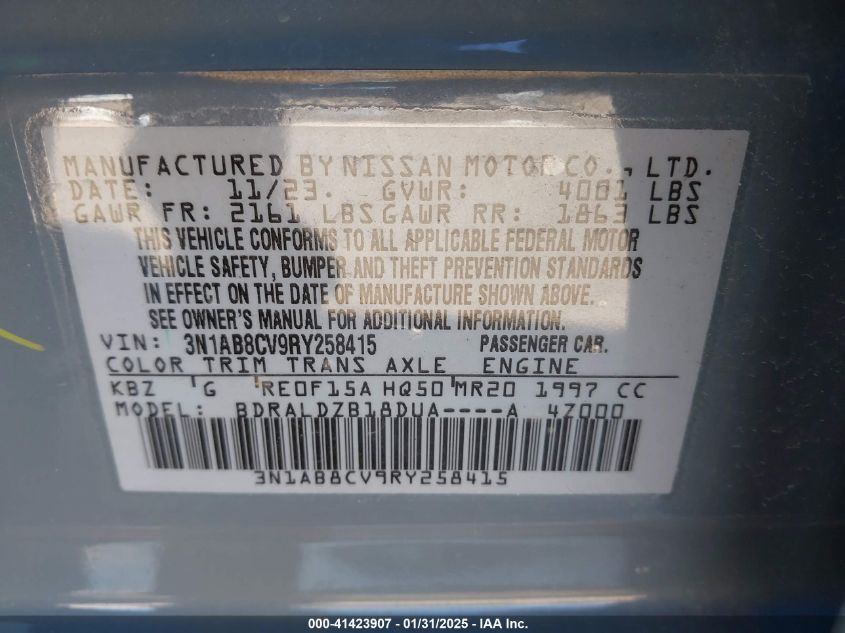 MANUFACTURED BY NISSAN MOTOR CO., LTD.
DATE: 11/23. GVWR: 4001 LBS
GAWR FR: 2161 LBS GAWR RR: 1863 LBS
THIS VEHICLE CONFORMS TO ALL APPLICABLE FEDERAL MOTOR
VEHICLE SAFETY, BUMPER AND THEFT PREVENTION STANDARDS
IN EFFECT ON THE DATE OF MANUFACTURE SHOWN ABOVE.
SEE OWNER'S MANUAL FOR ADDITIONAL INFORMATION.
VIN: 3N1AB8CV9RY258415 PASSENGER CAR.
COLOR TRIM TRANS AXLE ENGINE
KBZ 'G 'RE0F15A HQ50'MR20 1997 CC
MODEL: BDRALDZB18DUA----A 4Z000
3N1AB8CV9RY258415
000-41423907 - 01/31/2025 - IAA Inc.